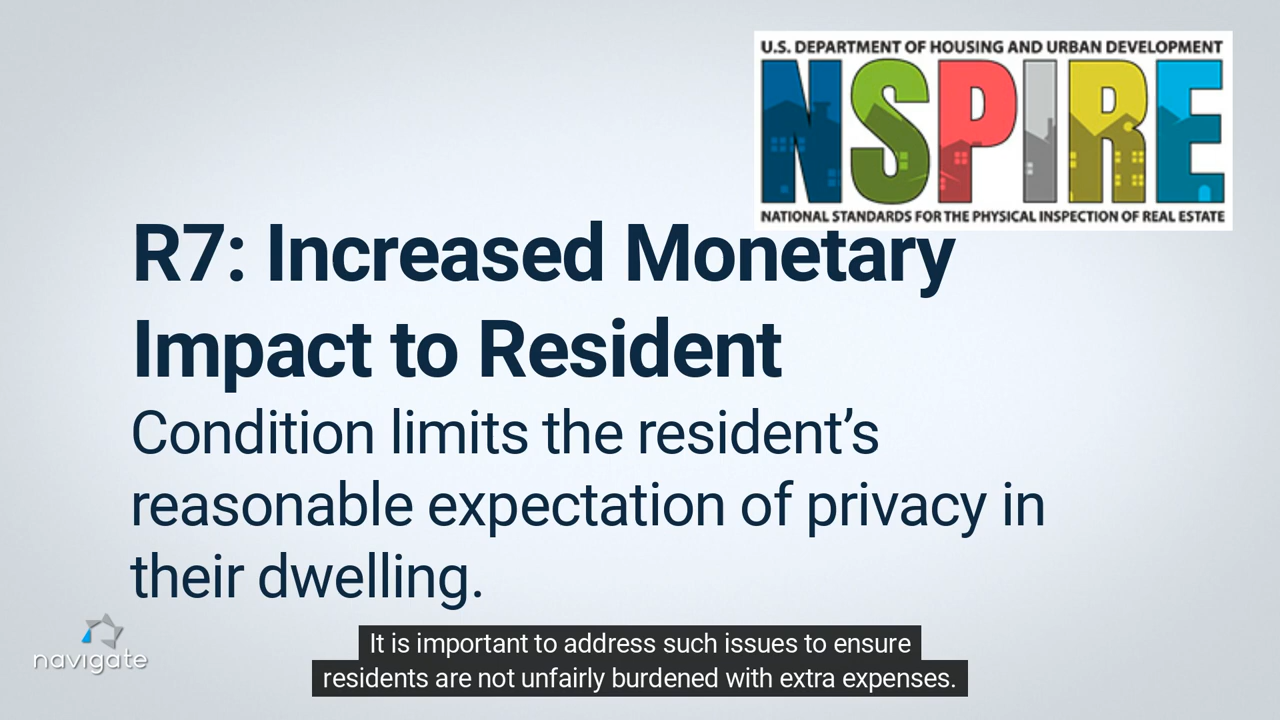 U.S. DEPARTMENT OF HOUSING AND URBAN DEVELOPMENT
NSPIRE
NATIONAL STANDARDS FOR THE PHYSICAL INSPECTION OF REAL ESTATE
R7: Increased Monetary
Impact to Resident
Condition limits the resident’s
reasonable expectation of privacy in
their dwelling.
navigate
It is important to address such issues to ensure
residents are not unfairly burdened with extra expenses.